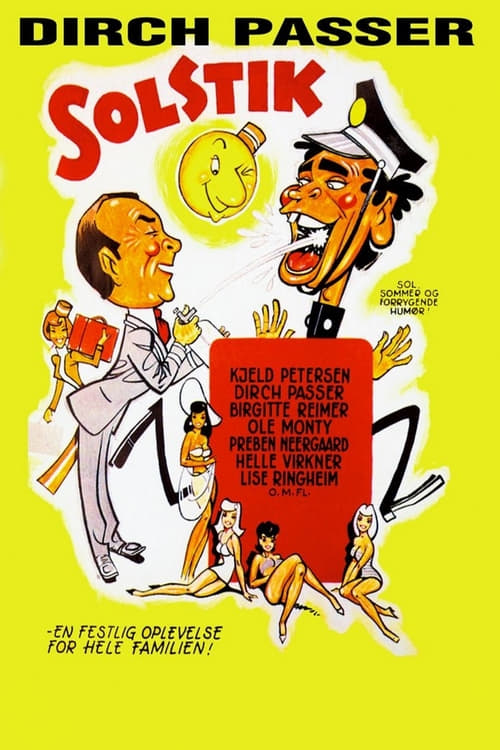 DIRCH PASSER
SOLSTIK
SOL,
SOMMER OG
FORRYGENDE
HUMØR!
KJELD PETERSEN
DIRCH PASSER
BIRGITTE REIMER
OLE MONTY
PREBEN NEERGAARD
HELLE VIRKNER
LISE RINGHEIM
O.M.FL.
-EN FESTLIG OPLEVELSE
FOR HELE FAMILIEN!